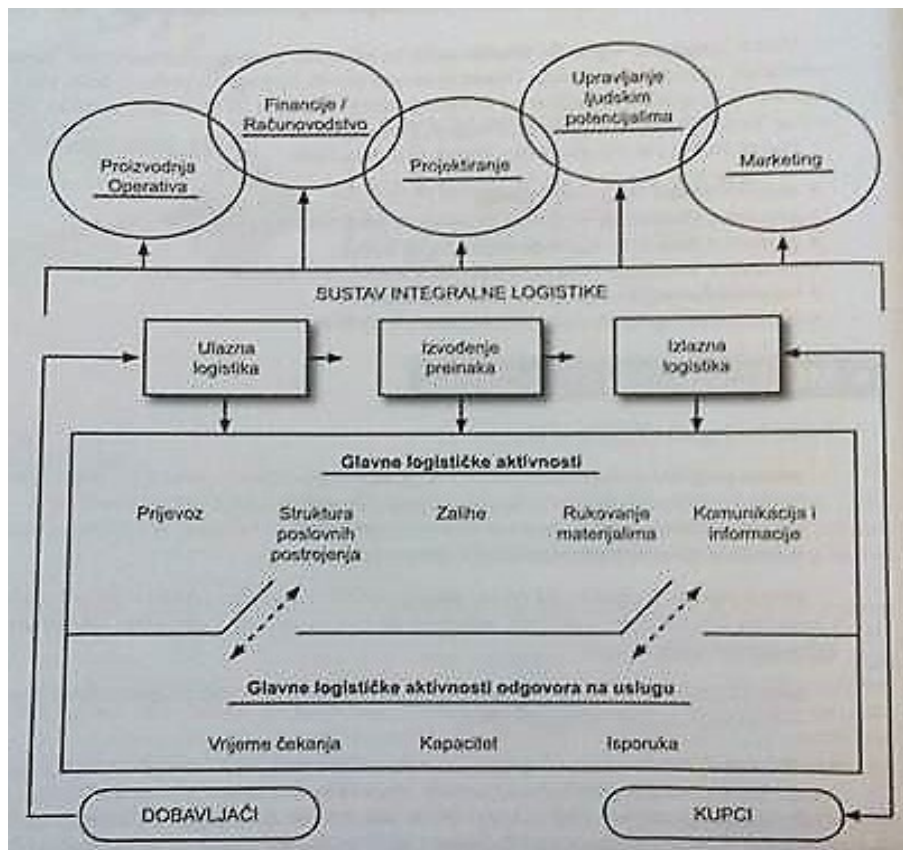 Financije /
Računovodstvo
Upravljanje
ljudskim
potencijalima
Proizvodnja
Operativa
Projektiranje
Marketing
SUSTAV INTEGRALNE LOGISTIKE
Ulazna
logistika
Izvođenje
preinaka
Izlazna
logistika
Glavne logističke aktivnosti
Prijevoz
Struktura
poslovnih
postrojenja
Zalihe
Rukovanje
materijalima
Komunikacija i
informacije
Glavne logističke aktivnosti odgovora na uslugu
Vrijeme čekanja
Kapacitet
Isporuka
DOBAVLJAČI
KUPCI